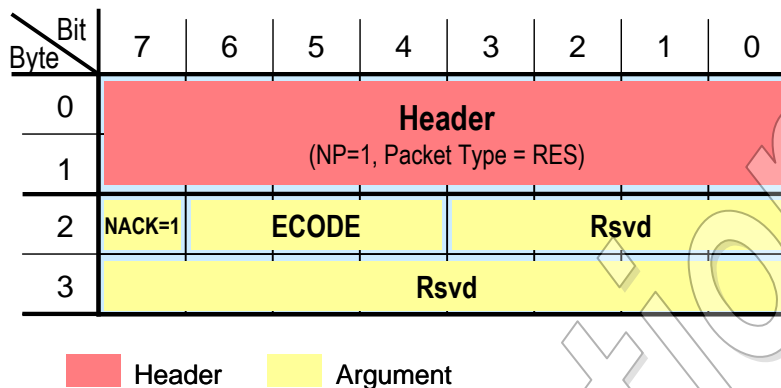 Bit
Byte
7 6 5 4 3 2 1 0
0
Header
1
(NP=1, Packet Type = RES)
2 NACK=1 ECODE Rsvd
3 Rsvd
Header Argument